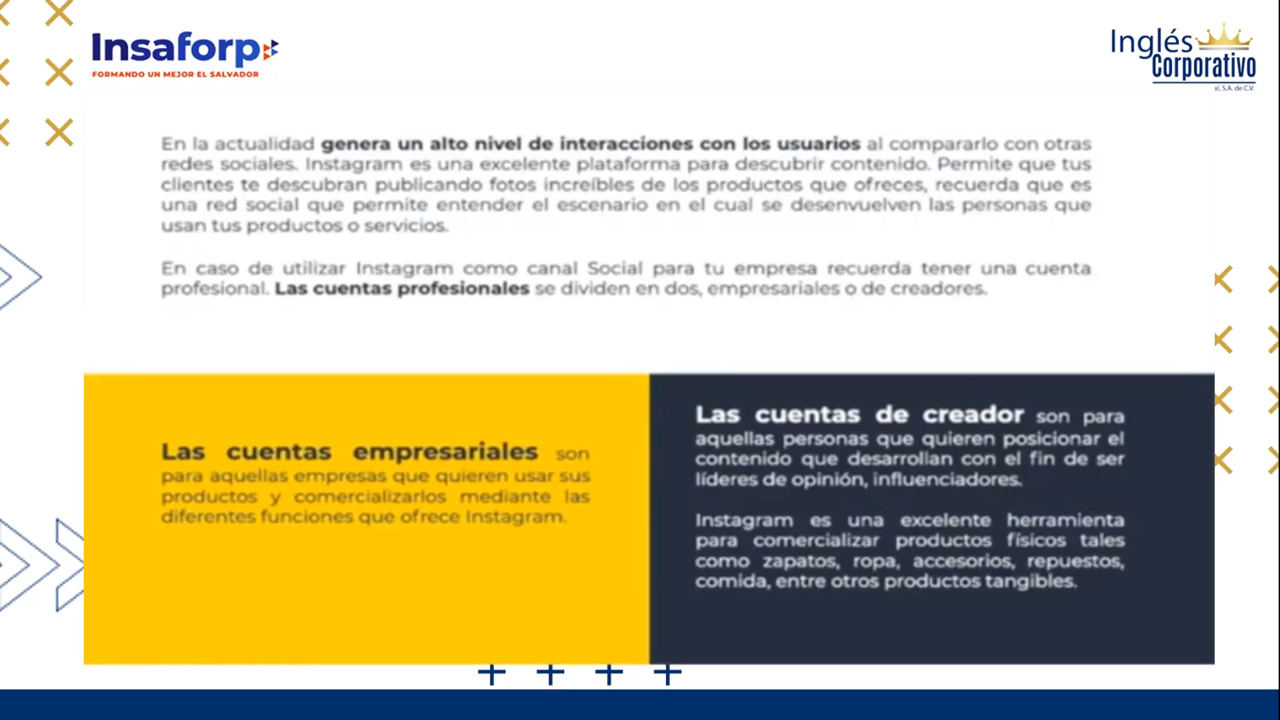 Insaforp
FORMANDO UN MEJOR EL SALVADOR
Inglés
Corporativo
al, S.A. de C.V.
En la actualidad genera un alto nivel de interacciones con los usuarios al compararlo con otras
redes sociales. Instagram es una excelente plataforma para descubrir contenido. Permite que tus
clientes te descubran publicando fotos increíbles de los productos que ofreces, recuerda que es
una red social que permite entender el escenario en el cual se desenvuelven las personas que
usan tus productos o servicios.
En caso de utilizar Instagram como canal Social para tu empresa recuerda tener una cuenta
profesional. Las cuentas profesionales se dividen en dos, empresariales o de creadores.
Las cuentas empresariales son
para aquellas empresas que quieren usar sus
productos y comercializarlos mediante las
diferentes funciones que ofrece Instagram.
Las cuentas de creador son para
aquellas personas que quieren posicionar el
contenido que desarrollan con el fin de ser
líderes de opinión, influenciadores.
Instagram es una excelente herramienta
para comercializar productos físicos tales
como zapatos, ropa, accesorios, repuestos,
comida, entre otros productos tangibles.